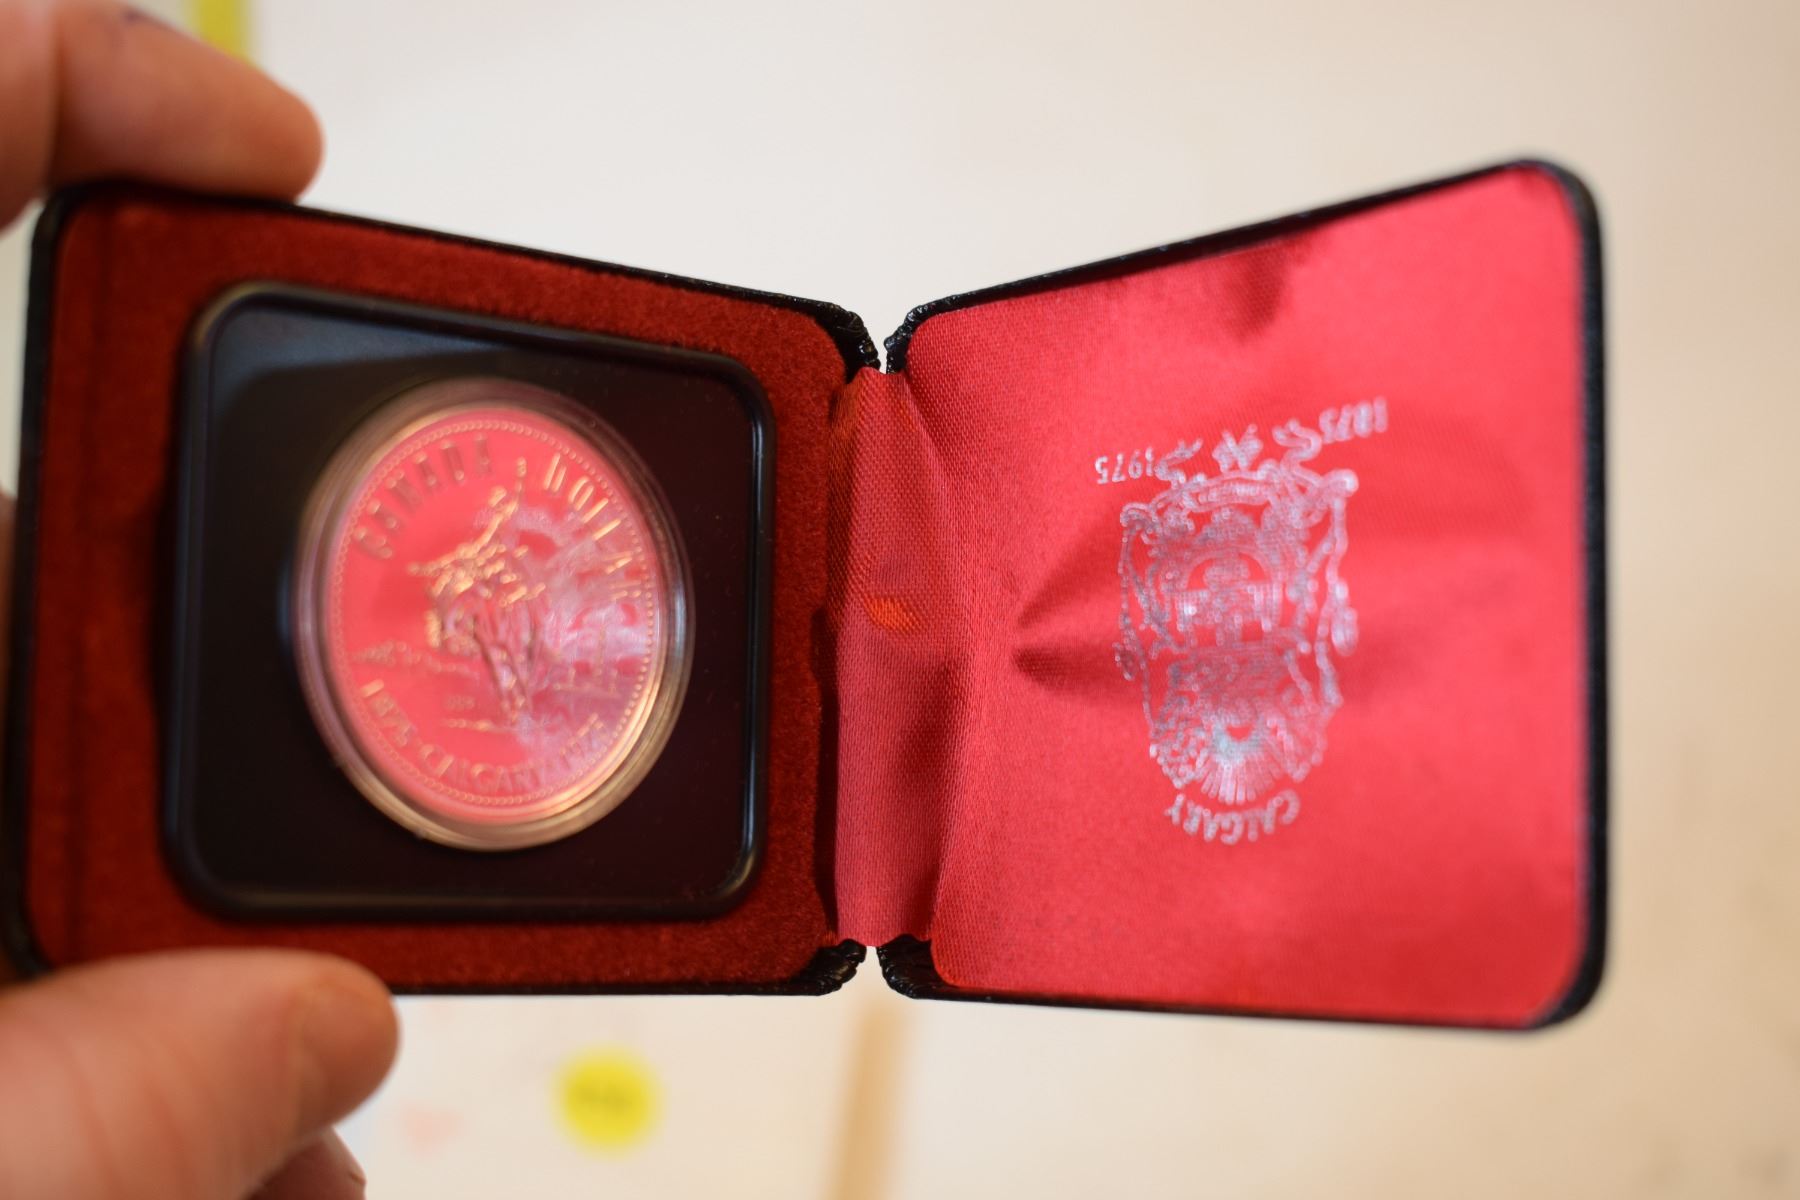 CANADA DOLLAR
1875·CALGARY·1975
1875
1975
CALGARY